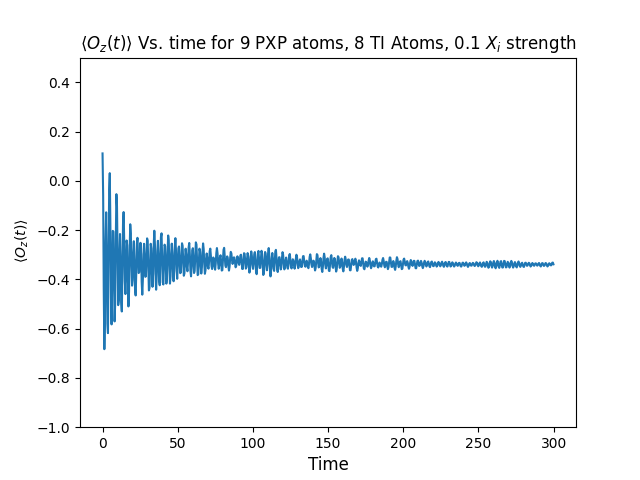 ⟨O_z(t)⟩ Vs. time for 9 PXP atoms, 8 TI Atoms, 0.1 X_i strength
0.4
0.2
0.0
−0.2
−0.4
−0.6
−0.8
−1.0
⟨O_z(t)⟩
0 50 100 150 200 250 300
Time